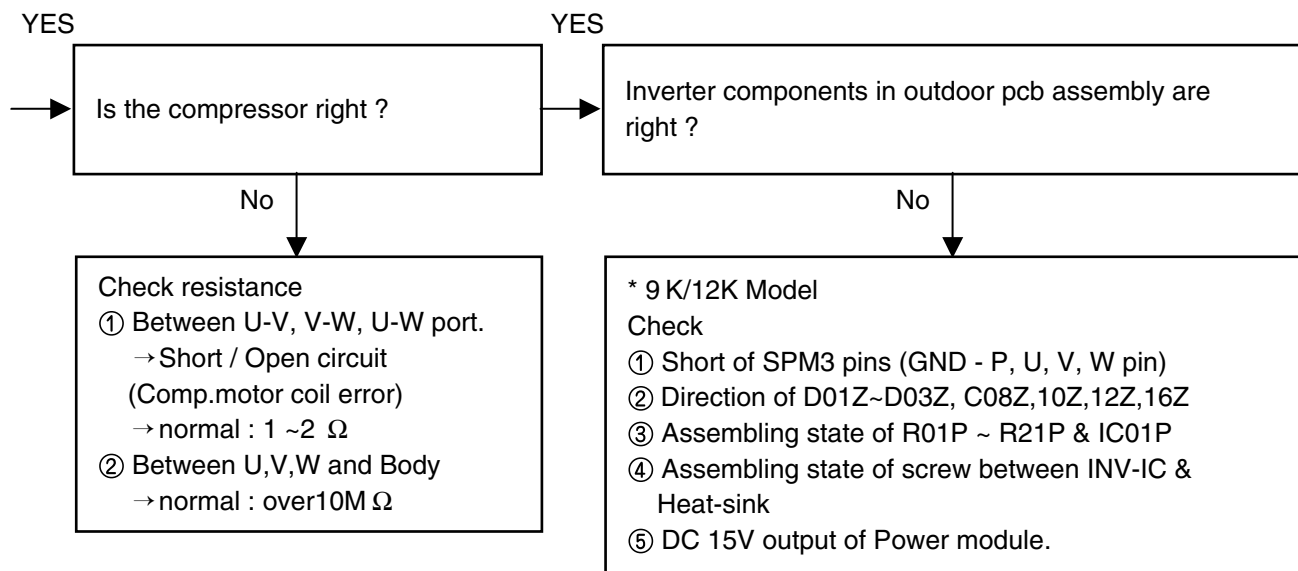 YES
YES
Is the compressor right ?
Inverter components in outdoor pcb assembly are
right ?
No
No
Check resistance
① Between U-V, V-W, U-W port.
→Short / Open circuit
(Comp.motor coil error)
→normal : 1 ~2 Ω
② Between U,V,W and Body
→normal : over10M Ω
* 9 K/12K Model
Check
① Short of SPM3 pins (GND - P, U, V, W pin)
② Direction of D01Z~D03Z, C08Z,10Z,12Z,16Z
③ Assembling state of R01P ~ R21P & IC01P
④ Assembling state of screw between INV-IC &
Heat-sink
⑤ DC 15V output of Power module.